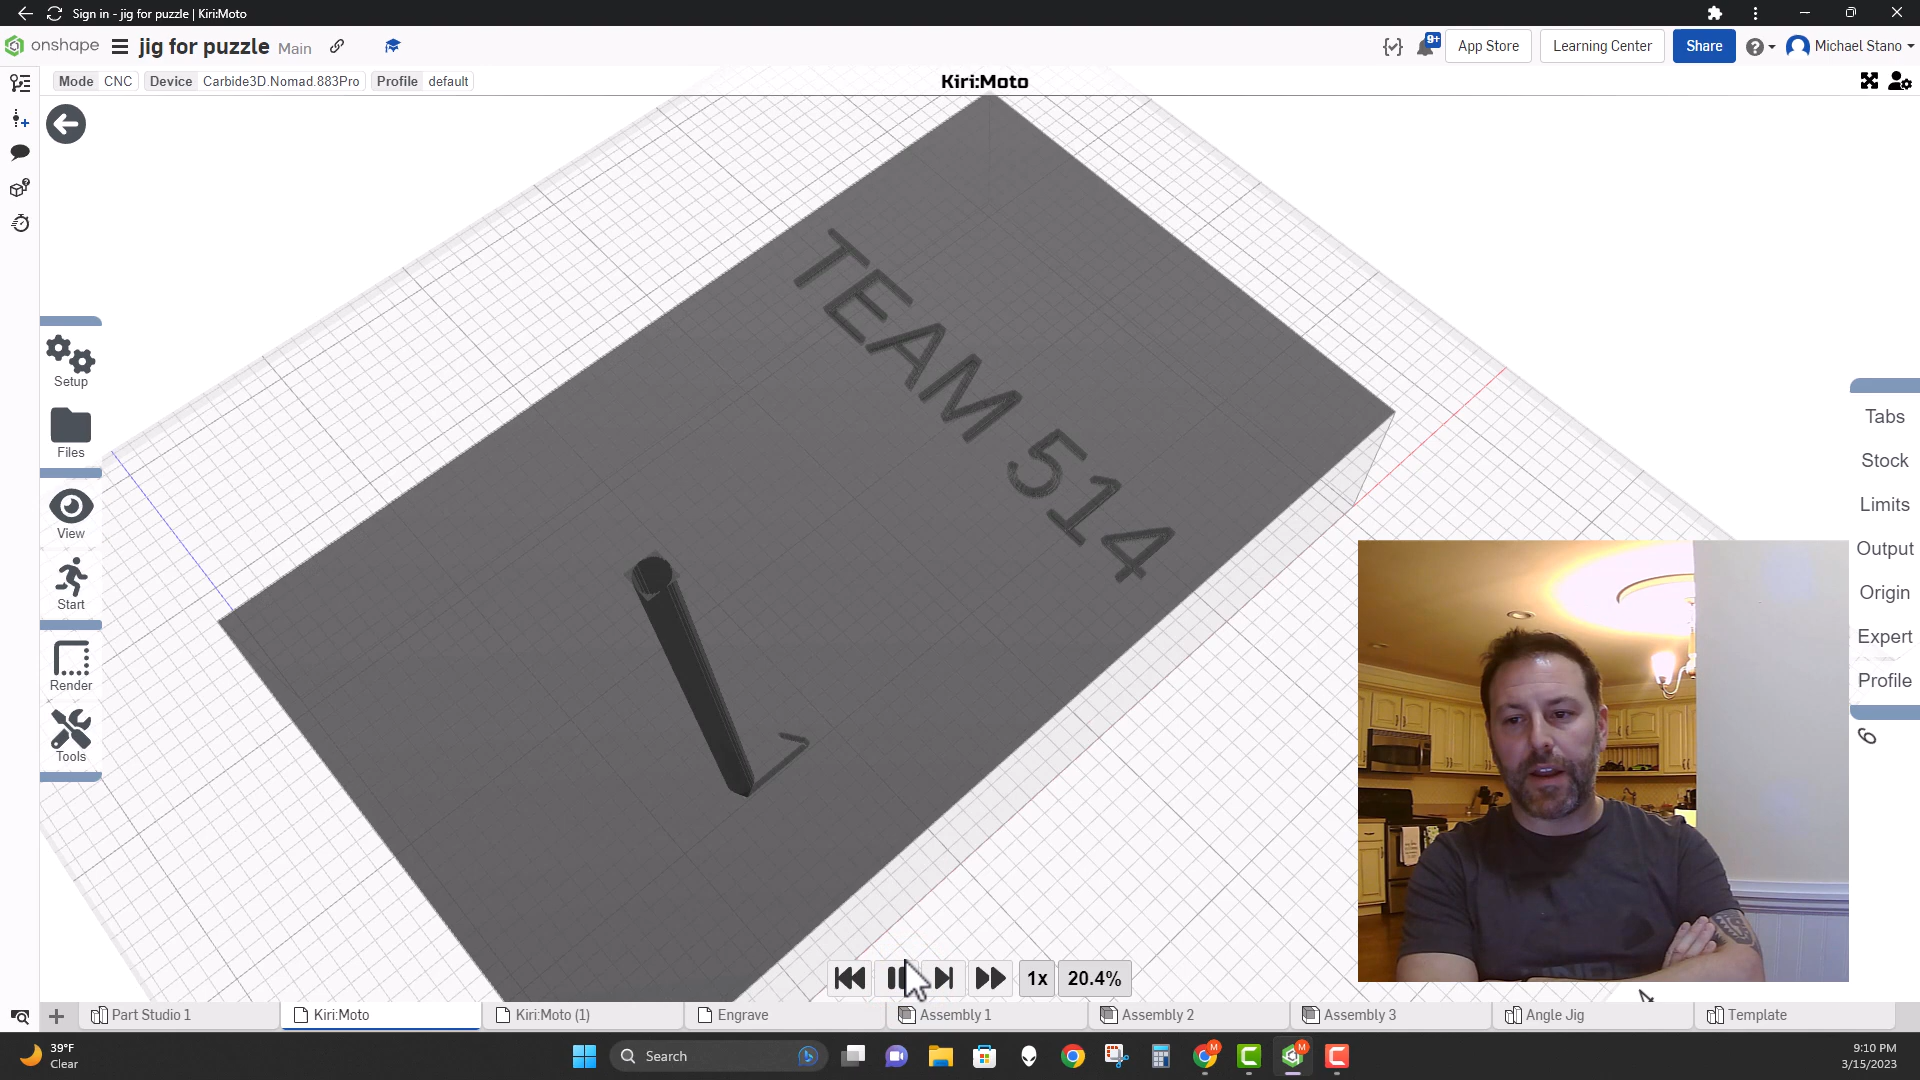 Sign in - jig for puzzle | Kiri:Moto
onshape jig for puzzle Main 9+ App Store Learning Center Share Michael Stano
Mode CNC Device Carbide3D.Nomad.883Pro Profile default Kiri:Moto
Setup
Files
View
Start
Render
Tools
TEAM 514
Tabs
Stock
Limits
Output
Origin
Expert
Profile
1x 20.4%
Part Studio 1 Kiri:Moto Kiri:Moto (1) Engrave Assembly 1 Assembly 2 Assembly 3 Angle Jig Template
39°F
Clear
Search
M M
9:10 PM
3/15/2023